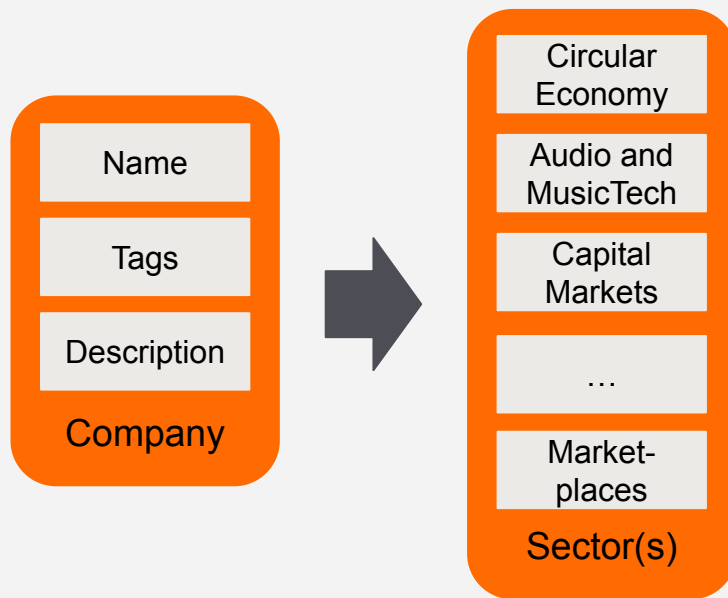 Name
Tags
Description
Company
Circular
Economy
Audio and
MusicTech
Capital
Markets
...
Market-
places
Sector(s)